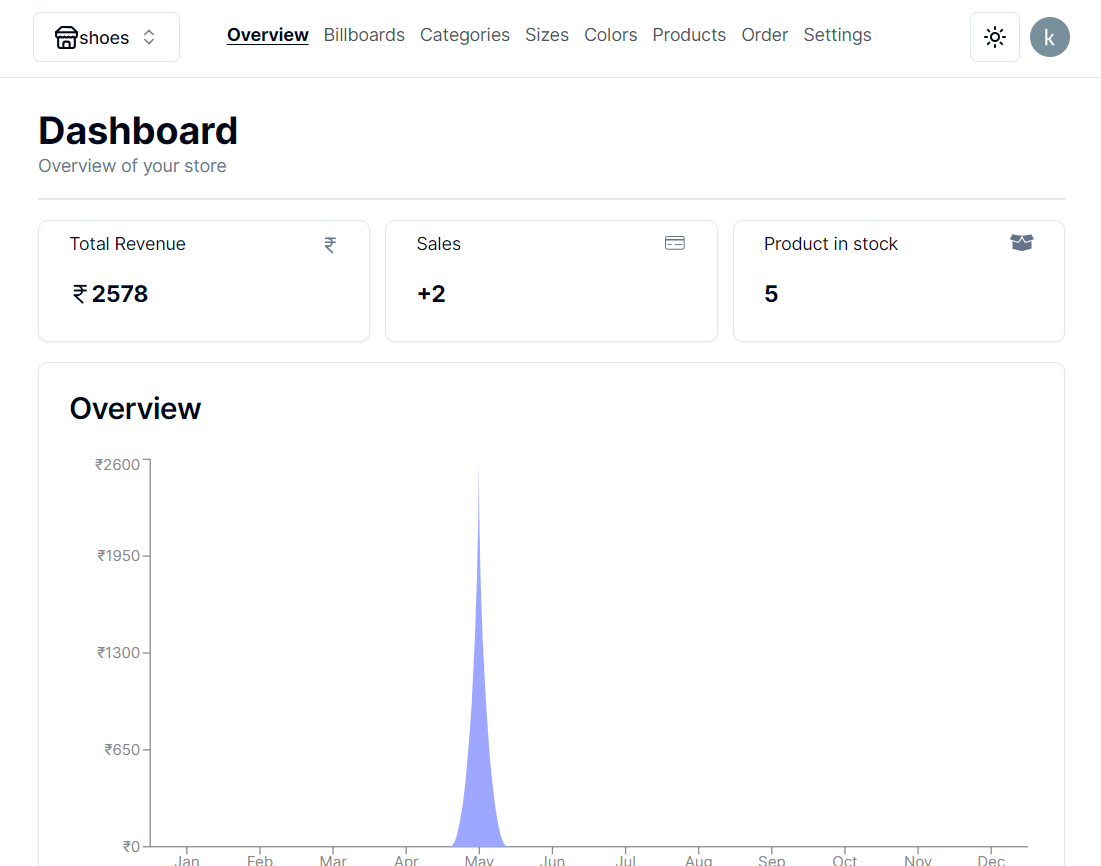 shoes Overview Billboards Categories Sizes Colors Products Order Settings k
Dashboard
Overview of your store
Total Revenue ₹
₹ 2578
Sales
+2
Product in stock
5
Overview
₹2600
₹1950
₹1300
₹650
₹0
Jan Feb Mar Apr May Jun Jul Aug Sep Oct Nov Dec